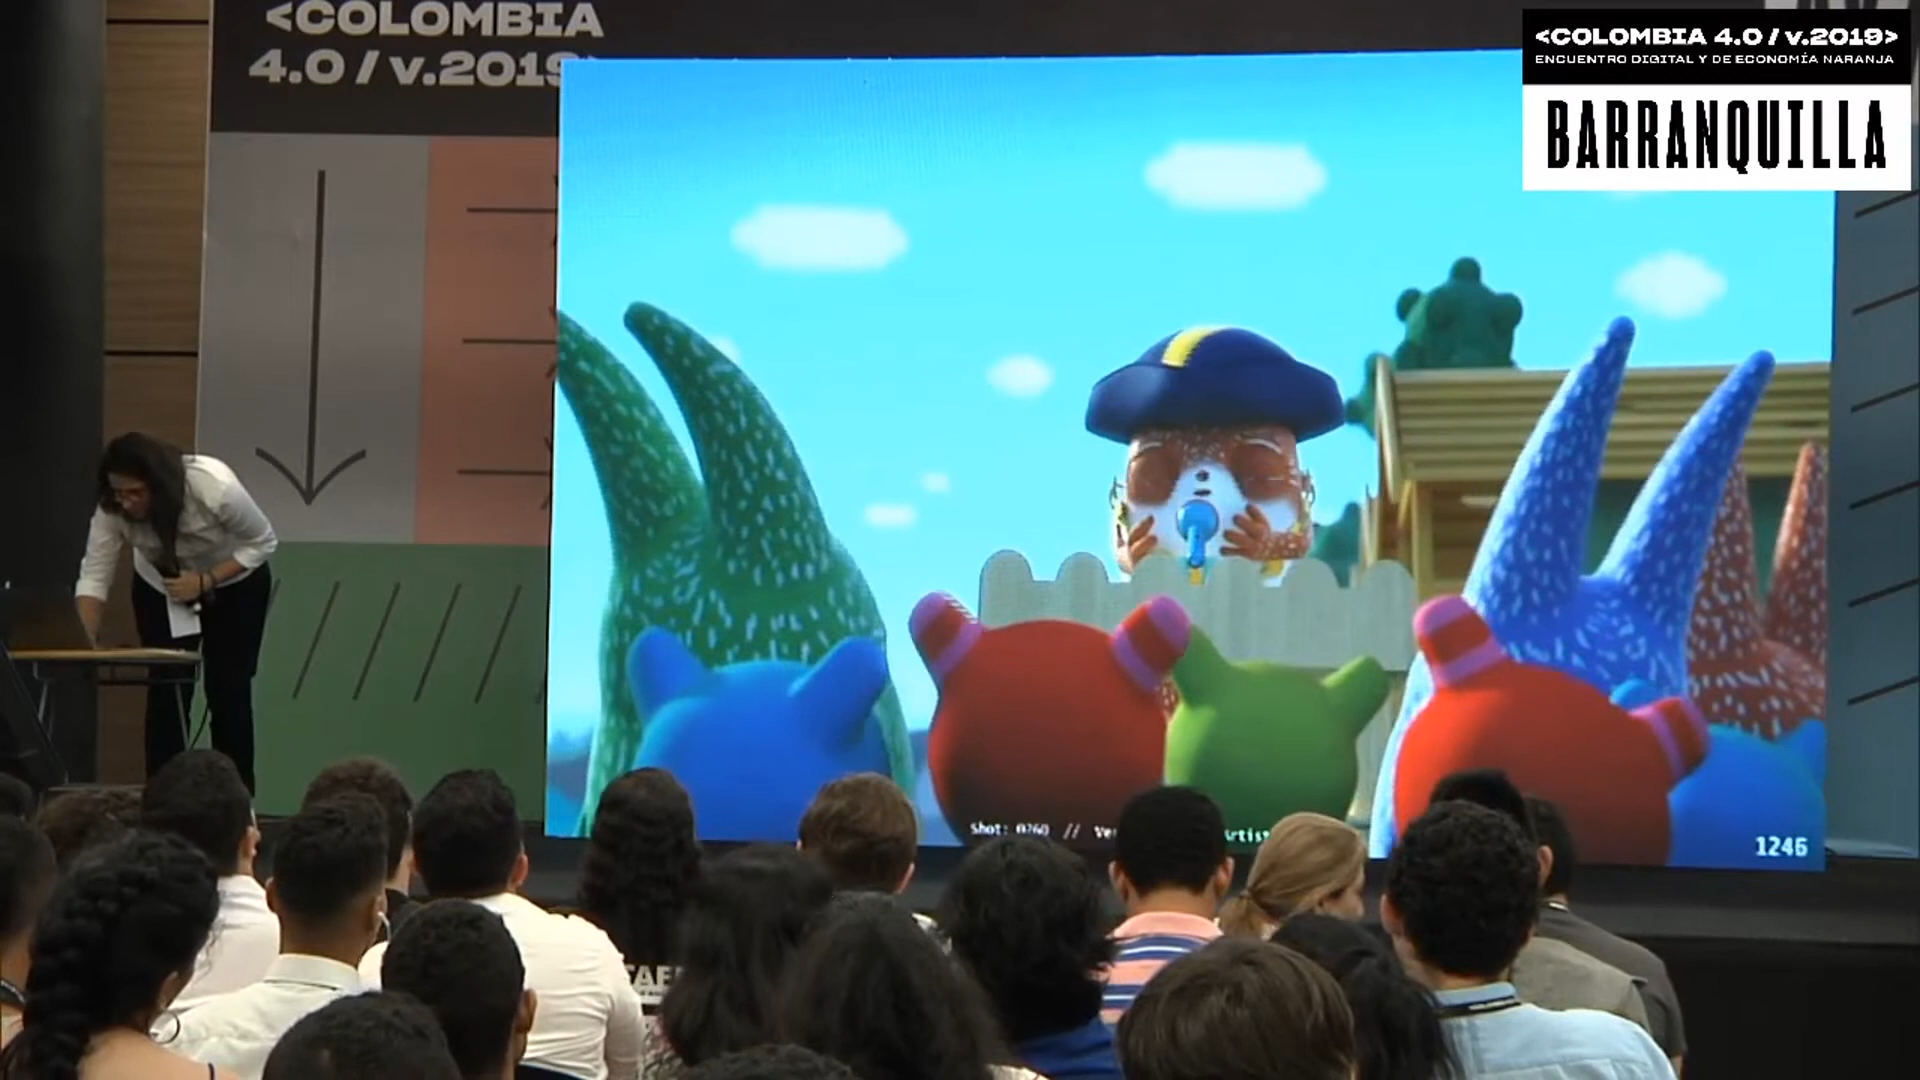 <COLOMBIA
4.0 / v.2019>
<COLOMBIA 4.0 / v.2019>
ENCUENTRO DIGITAL Y DE ECONOMÍA NARANJA
BARRANQUILLA
Shot: 0760 //
1246